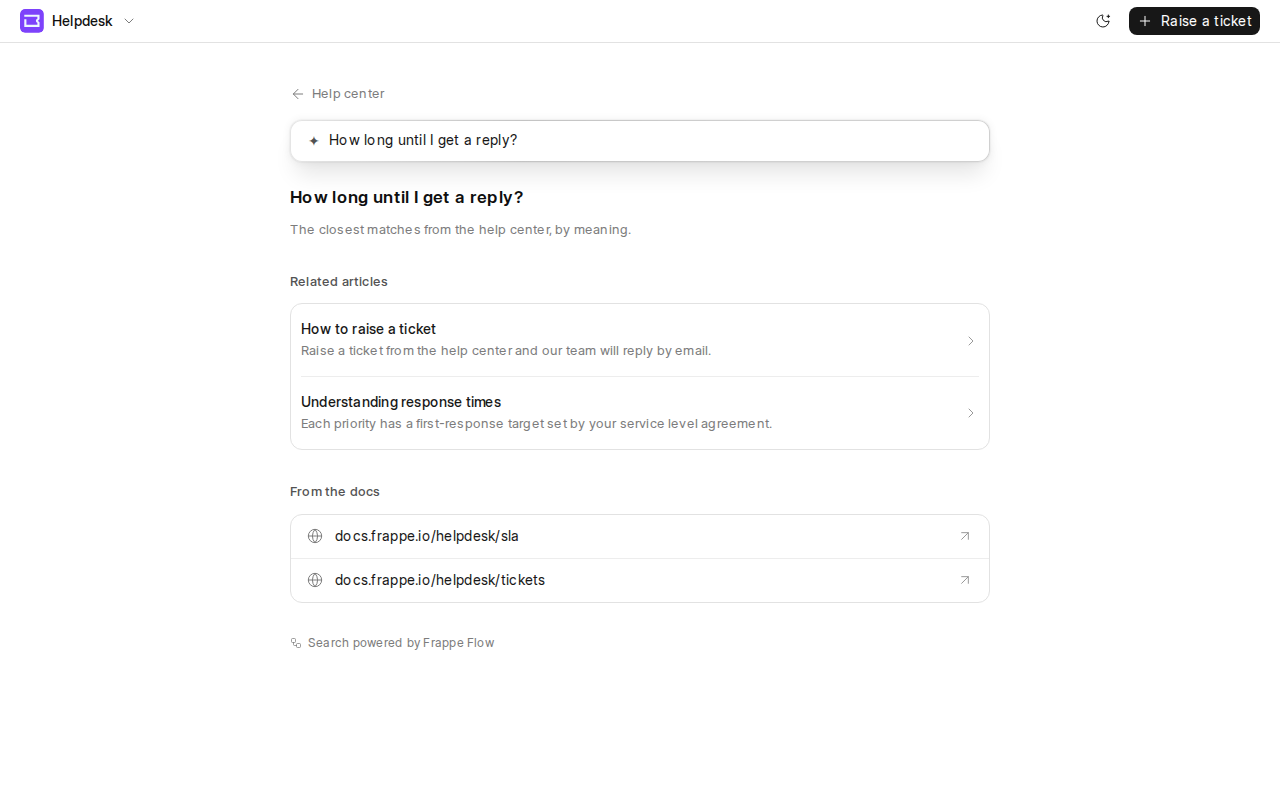 Helpdesk
Raise a ticket
Help center
How long until I get a reply?
How long until I get a reply?
The closest matches from the help center, by meaning.
Related articles
How to raise a ticket
Raise a ticket from the help center and our team will reply by email.
Understanding response times
Each priority has a first-response target set by your service level agreement.
From the docs
docs.frappe.io/helpdesk/sla
docs.frappe.io/helpdesk/tickets
Search powered by Frappe Flow